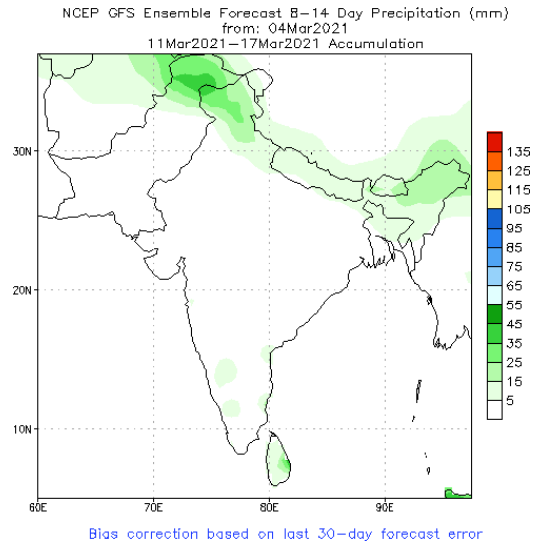 NCEP GFS Ensemble Forecast 8-14 Day Precipitation (mm)
from: 04Mar2021
11Mar2021-17Mar2021 Accumulation
30N
20N
10N
60E
70E
80E
90E
135
125
115
105
95
85
75
65
55
45
35
25
15
5
Bias correction based on last 30-day forecast error